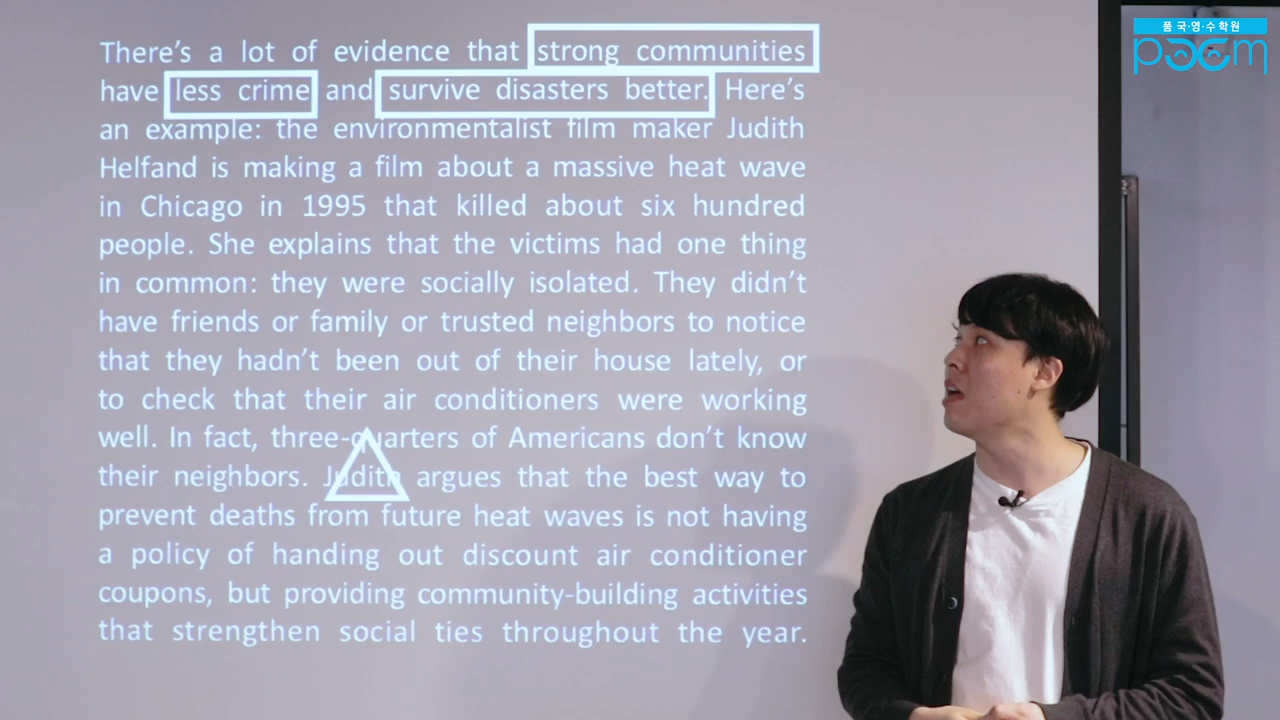 There's a lot of evidence that strong communities
have less crime and survive disasters better. Here's
an example: the environmentalist film maker Judith
Helfand is making a film about a massive heat wave
in Chicago in 1995 that killed about six hundred
people. She explains that the victims had one thing
in common: they were socially isolated. They didn't
have friends or family or trusted neighbors to notice
that they hadn't been out of their house lately, or
to check that their air conditioners were working
well. In fact, three-quarters of Americans don't know
their neighbors. Judith argues that the best way to
prevent deaths from future heat waves is not having
a policy of handing out discount air conditioner
coupons, but providing community-building activities
that strengthen social ties throughout the year.
품 국·영·수학원